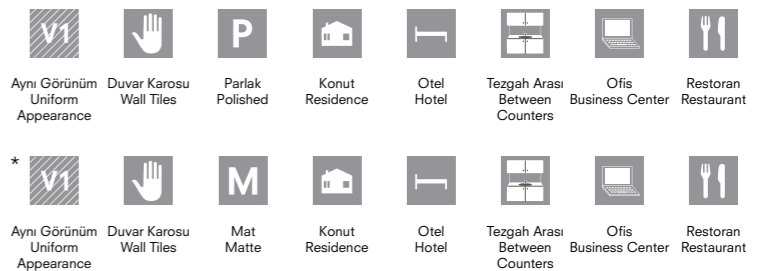 V1 P
Aynı Görünüm Duvar Karosu Parlak Konut Otel Tezgah Arası Ofis Restoran
Uniform Wall Tiles Polished Residence Hotel Between Business Center Restaurant
Appearance Counters
* V1 M
Aynı Görünüm Duvar Karosu Mat Konut Otel Tezgah Arası Ofis Restoran
Uniform Wall Tiles Matte Residence Hotel Between Business Center Restaurant
Appearance Counters